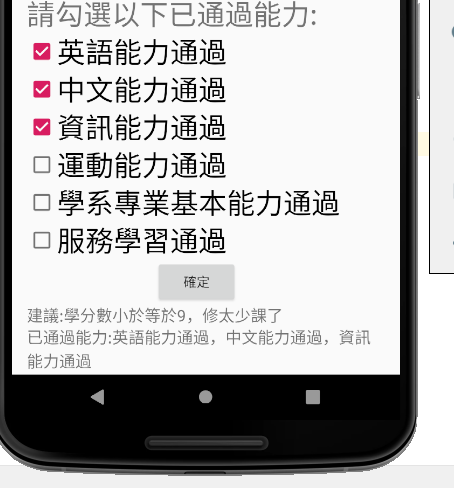 請勾選以下已通過能力:
英語能力通過
中文能力通過
資訊能力通過
運動能力通過
學系專業基本能力通過
服務學習通過
確定
建議:學分數小於等於9，修太少課了
已通過能力:英語能力通過，中文能力通過，資訊
能力通過